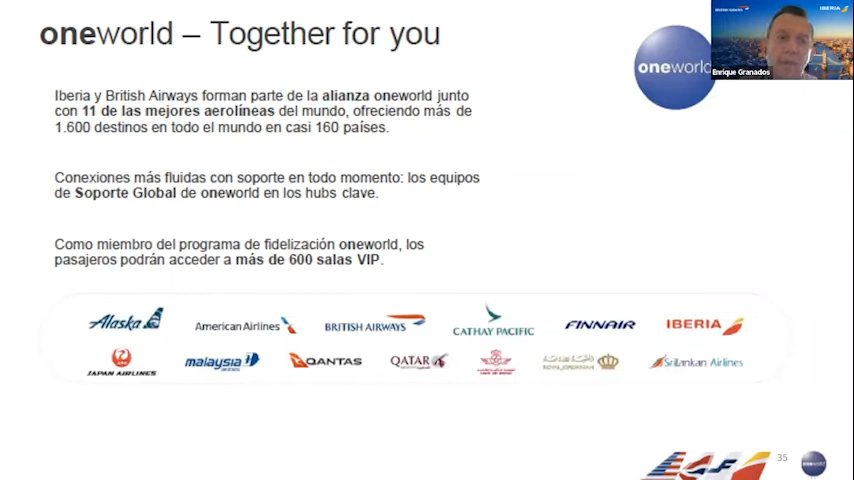 oneworld – Together for you
BRITISH AIRWAYS
IBERIA
oneworld
Enrique Granados
Iberia y British Airways forman parte de la alianza oneworld junto
con 11 de las mejores aerolíneas del mundo, ofreciendo más de
1.600 destinos en todo el mundo en casi 160 países.
Conexiones más fluidas con soporte en todo momento: los equipos
de Soporte Global de oneworld en los hubs clave.
Como miembro del programa de fidelización oneworld, los
pasajeros podrán acceder a más de 600 salas VIP.
Alaska American Airlines BRITISH AIRWAYS CATHAY PACIFIC FINNAIR IBERIA
JAPAN AIRLINES malaysia airlines QANTAS QATAR ROYAL JORDANIAN SriLankan Airlines
35
oneworld